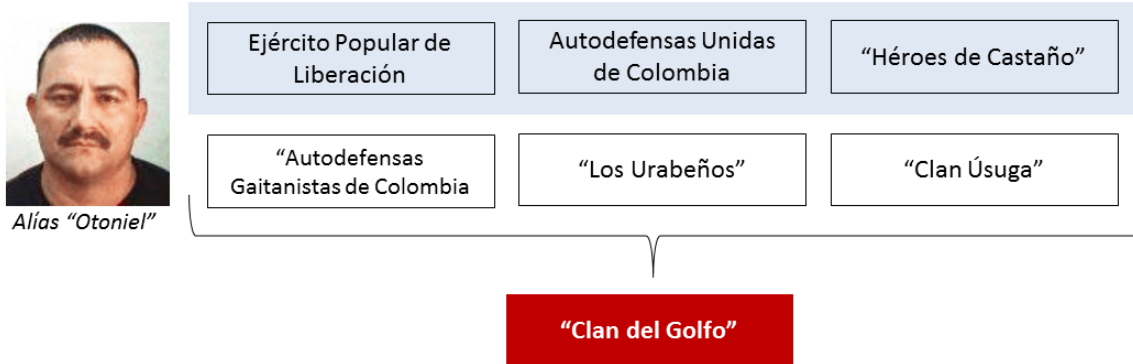 Ejército Popular de
Liberación
Autodefensas Unidas
de Colombia
“Héroes de Castaño”
“Autodefensas
Gaitanistas de Colombia
“Los Urabeños”
“Clan Úsuga”
Alías “Otoniel”
“Clan del Golfo”